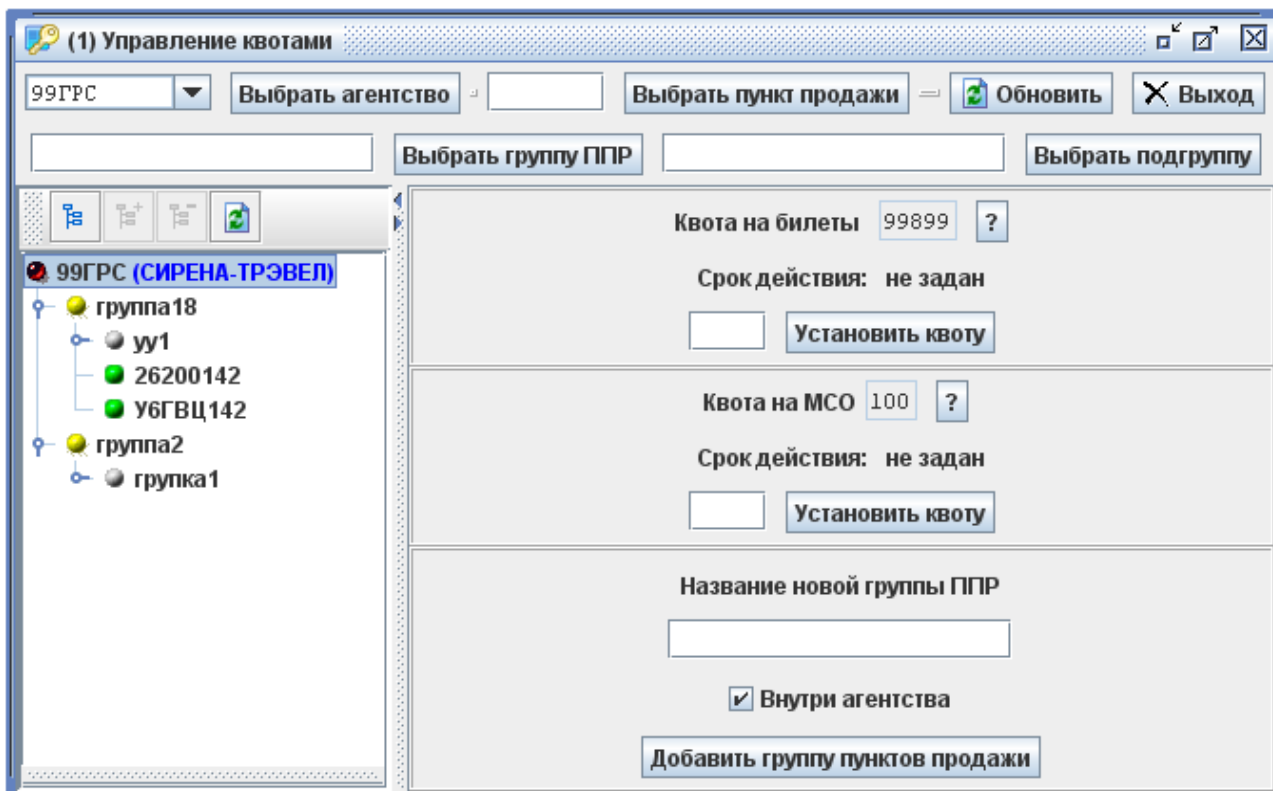 (1) Управление квотами
99ГРС Выбрать агентство Выбрать пункт продажи Обновить Выход
Выбрать группу ППР Выбрать подгруппу
99ГРС (СИРЕНА-ТРЭВЕЛ)
группа18
уу1
26200142
У6ГВЦ142
группа2
групка1
Квота на билеты 99899 ?
Срок действия: не задан
Установить квоту
Квота на МСО 100 ?
Срок действия: не задан
Установить квоту
Название новой группы ППР
Внутри агентства
Добавить группу пунктов продажи